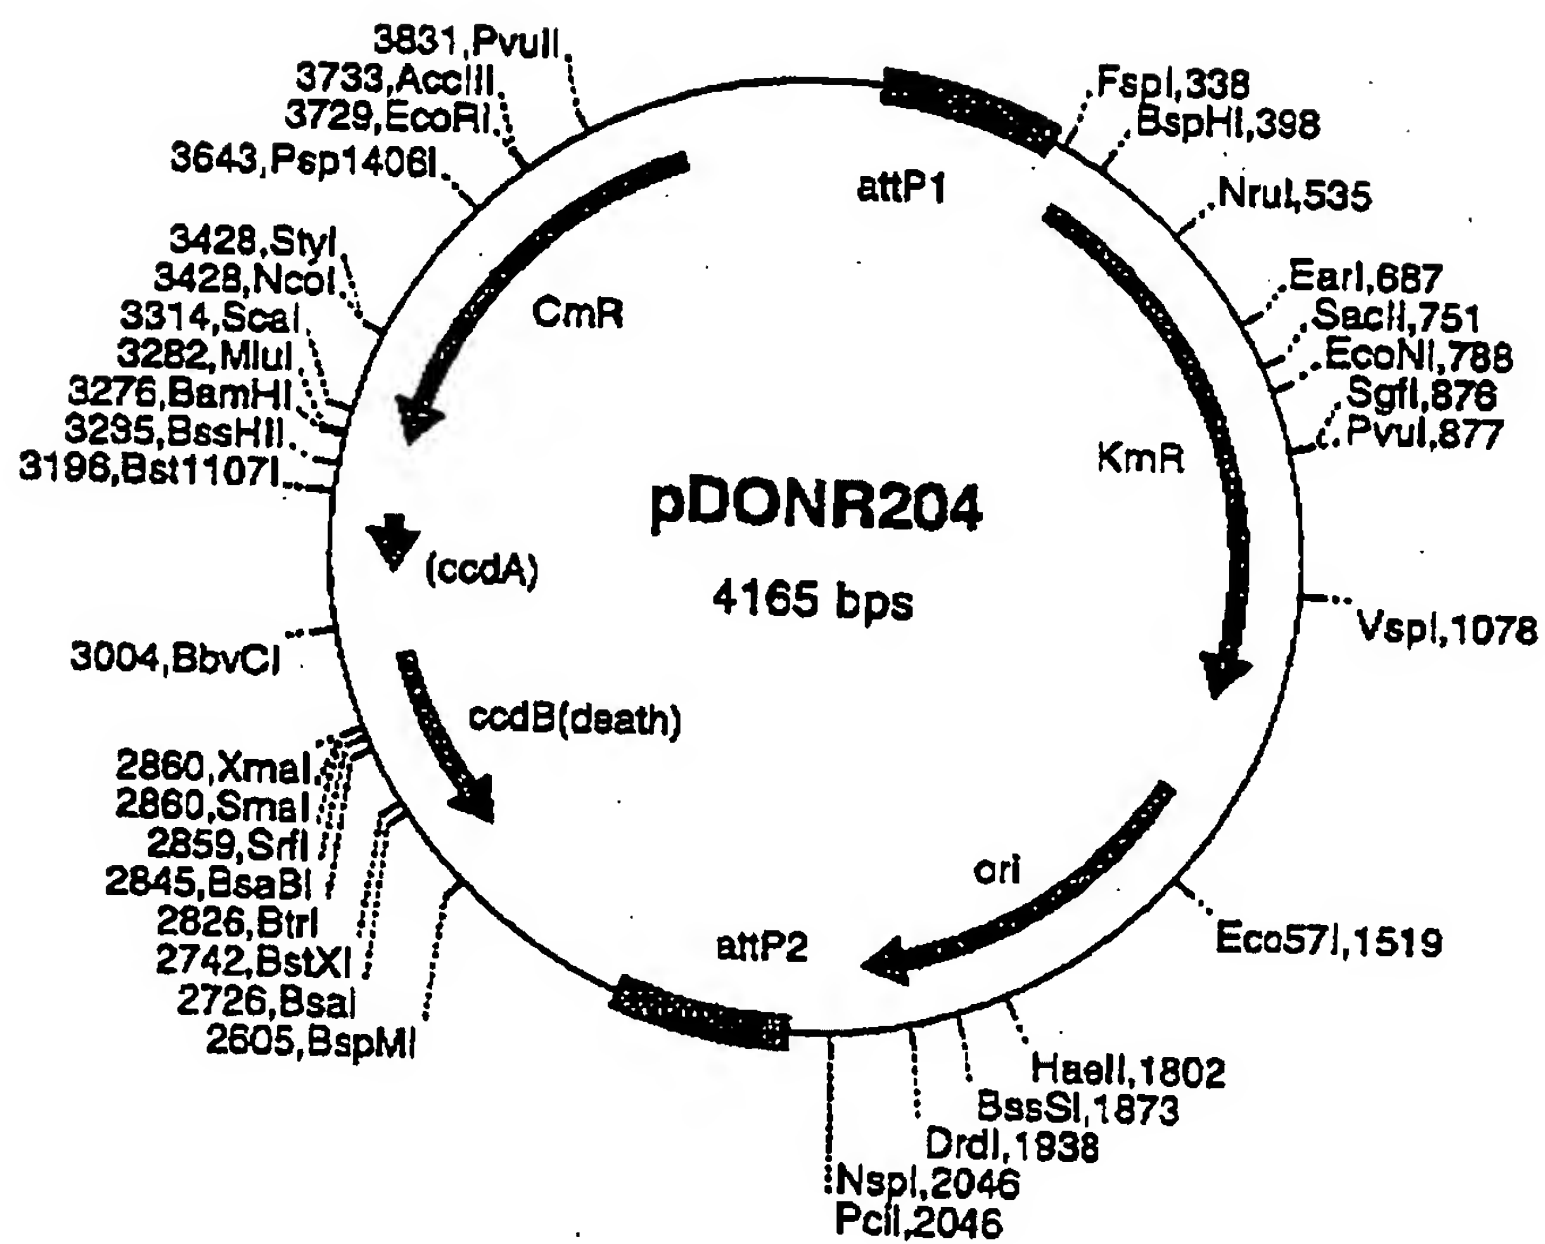 3831,PvuII
3733,AccIII
3729,EcoRI
3643,Psp1406I
3428,StyI
3428,NcoI
3314,ScaI
3282,MluI
3276,BamHI
3235,BssHII
3196,Bst1107I
3004,BbvCI
2860,XmaI
2860,SmaI
2859,SrfI
2845,BsaBI
2826,BtrI
2742,BstXI
2726,BsaI
2605,BspMI
FspI,338
BspHI,398
NruI,535
EarI,687
SacII,751
EcoNI,788
SgfI,876
PvuI,877
VspI,1078
Eco57I,1519
HaeII,1802
BssSI,1873
DrdI,1938
NspI,2046
PciI,2046
attP1
CmR
KmR
pDONR204
4165 bps
(ccdA)
ccdB(death)
ori
attP2